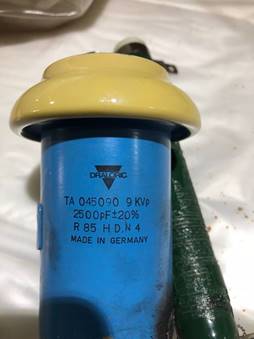 DRALORIC
TA 045090 9 KVp
2500pF±20%
R 85 H D.N 4
MADE IN GERMANY